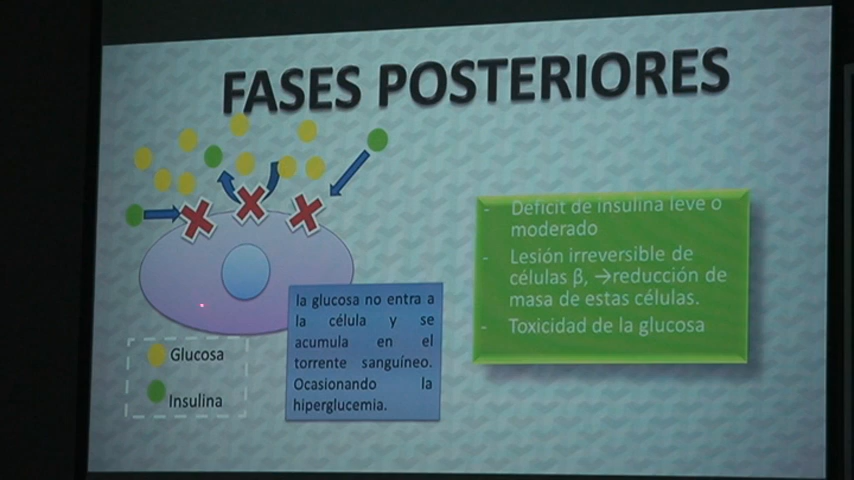 FASES POSTERIORES
- Deficit de insulina leve o
moderado
- Lesión irreversible de
células β, →reducción de
masa de estas células.
- Toxicidad de la glucosa
la glucosa no entra a
la célula y se
acumula en el
torrente sanguíneo.
Ocasionando la
hiperglucemia.
Glucosa
Insulina